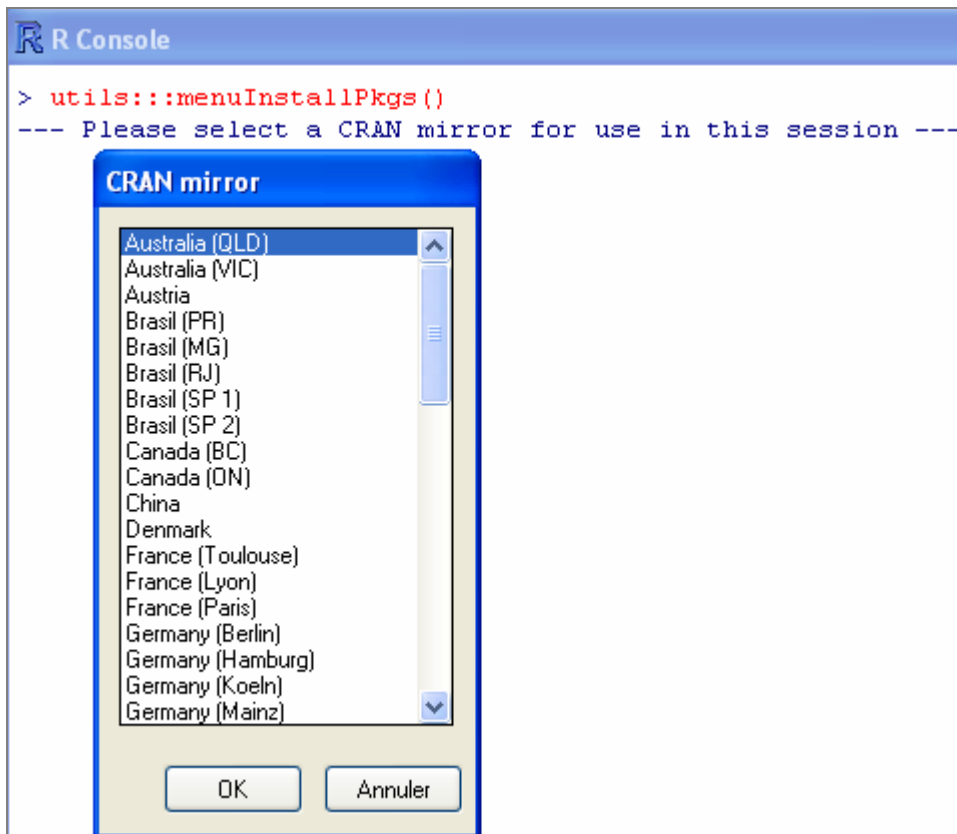 R R Console
> utils:::menuInstallPkgs()
--- Please select a CRAN mirror for use in this session ---
CRAN mirror
Australia (QLD)
Australia (VIC)
Austria
Brasil (PR)
Brasil (MG)
Brasil (RJ)
Brasil (SP 1)
Brasil (SP 2)
Canada (BC)
Canada (ON)
China
Denmark
France (Toulouse)
France (Lyon)
France (Paris)
Germany (Berlin)
Germany (Hamburg)
Germany (Koeln)
Germany (Mainz)
OK Annuler